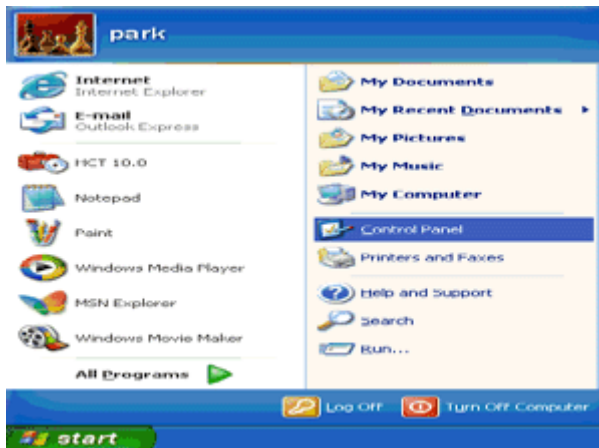 park
Internet
Internet Explorer
E-mail
Outlook Express
HCT 10.0
Notepad
Paint
Windows Media Player
MSN Explorer
Windows Movie Maker
All Programs
My Documents
My Recent Documents
My Pictures
My Music
My Computer
Control Panel
Printers and Faxes
Help and Support
Search
Run...
Log Off
Turn Off Computer
start